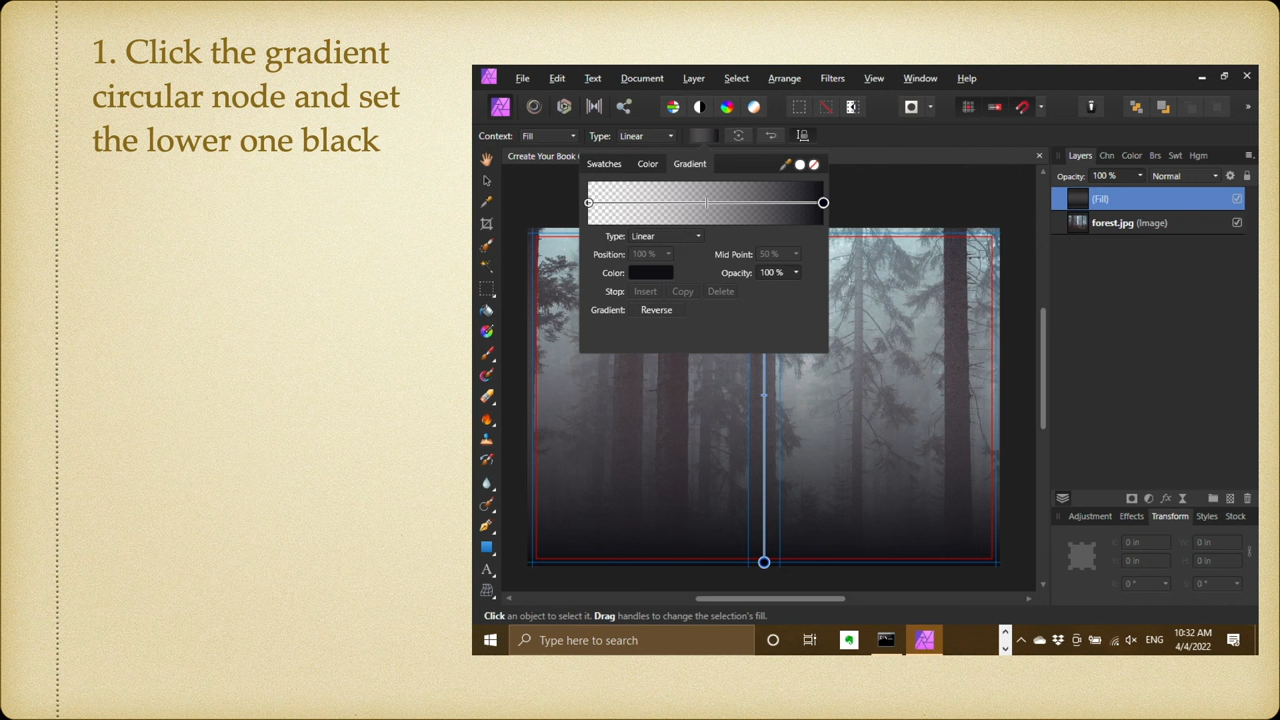 1. Click the gradient
circular node and set
the lower one black
File Edit Text Document Layer Select Arrange Filters View Window Help
Context: Fill Type: Linear
Crreate Your Book
Swatches Color Gradient
Type: Linear
Position: 100 % Mid Point: 50 %
Color: Opacity: 100 %
Stop: Insert Copy Delete
Gradient: Reverse
Layers Chn Color Brs Swt Hgm
Opacity: 100 % Normal
(Fill)
forest.jpg (Image)
Adjustment Effects Transform Styles Stock
X: 0 in W: 0 in
Y: 0 in H: 0 in
R: 0 ° S: 0 °
Click an object to select it. Drag handles to change the selection's fill.
Type here to search
ENG
10:32 AM
4/4/2022